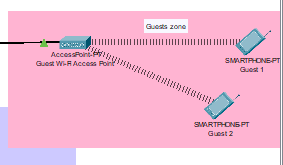 Guests zone
AccessPoint-PT
Guest Wi-Fi Access Point
SMARTPHONE-PT
Guest 1
SMARTPHONE-PT
Guest 2